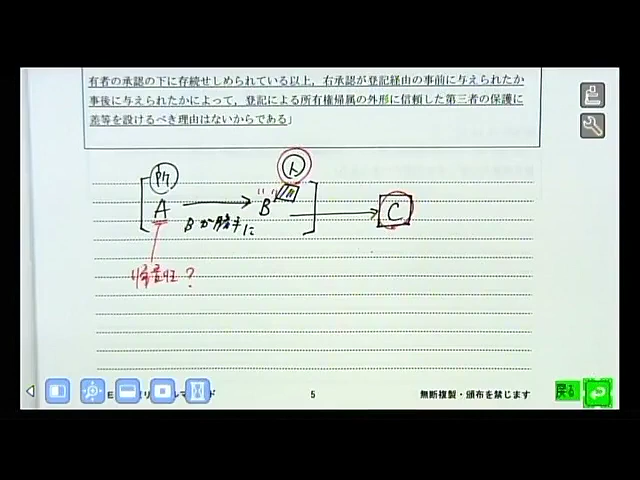 有者の承認の下に存続せしめられている以上，右承認が登記経由の事前に与えられたか
事後に与えられたかによって，登記による所有権帰属の外形に信頼した第三者の保護に
差等を設けるべき理由はないからである」
所
ト
A
B
C
Bが勝手に
帰責性？
5
無断複製・頒布を禁じます
戻る